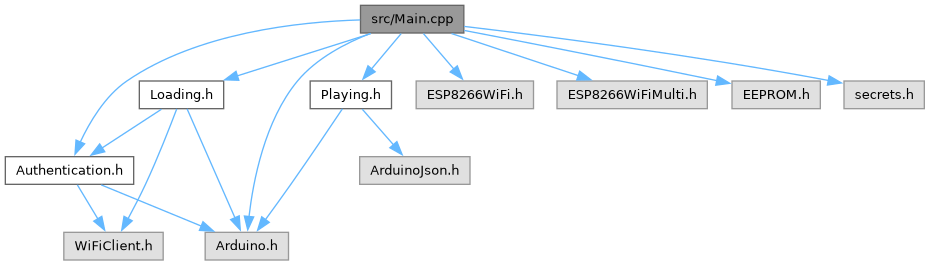 src/Main.cpp
Loading.h
Playing.h
ESP8266WiFi.h
ESP8266WiFiMulti.h
EEPROM.h
secrets.h
Authentication.h
ArduinoJson.h
WiFiClient.h
Arduino.h